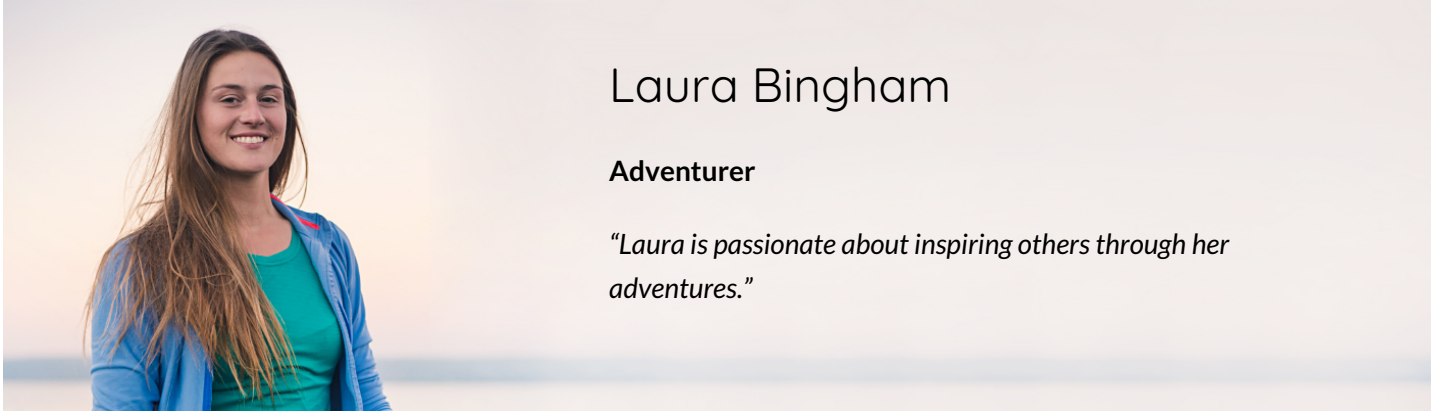 Laura Bingham
Adventurer
“Laura is passionate about inspiring others through her
adventures.”